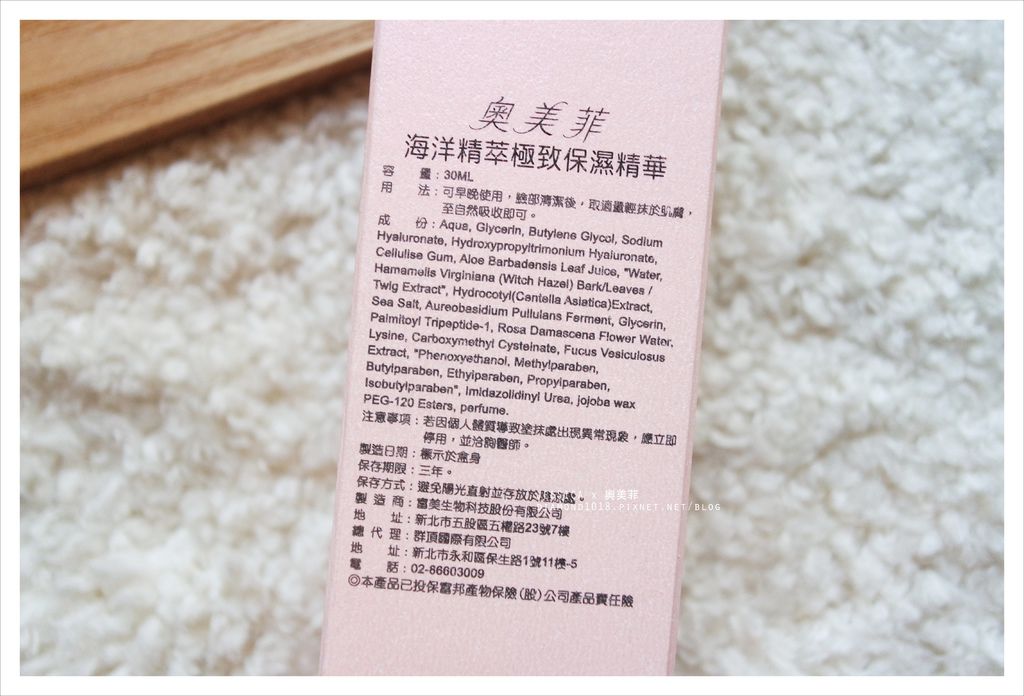 奧美菲
海洋精萃極致保濕精華
容 量：30ML
用 法：可早晚使用，臉部清潔後，取適量輕抹於肌膚，
至自然吸收即可。
成 份：Aqua, Glycerin, Butylene Glycol, Sodium
Hyaluronate, Hydroxypropyltrimonium Hyaluronate,
Cellulise Gum, Aloe Barbadensis Leaf Juice, "Water,
Hamamelis Virginiana (Witch Hazel) Bark/Leaves /
Twig Extract", Hydrocotyl(Centella Asiatica)Extract,
Sea Salt, Aureobasidium Pullulans Ferment, Glycerin,
Palmitoyl Tripeptide-1, Rosa Damascena Flower Water,
Lysine, Carboxymethyl Cysteinate, Fucus Vesiculosus
Extract, "Phenoxyethanol, Methylparaben,
Butylparaben, Ethylparaben, Propylparaben,
Isobutylparaben", Imidazolidinyl Urea, jojoba wax
PEG-120 Esters, perfume.
注意事項：若因個人體質導致塗抹處出現異常現象，應立即
停用，並洽詢醫師。
製造日期：標示於盒身
保存期限：三年。
保存方式：避免陽光直射並存放於陰涼處。
x 奧美菲
製 造 商：富美生物科技股份有限公司
1018.PIXNET.NET/BLOG
地 址：新北市五股區五權路23號7樓
總 代 理：群頂國際有限公司
地 址：新北市永和區保生路1號11樓-5
電 話：02-86603009
◎本產品已投保富邦產物保險(股)公司產品責任險